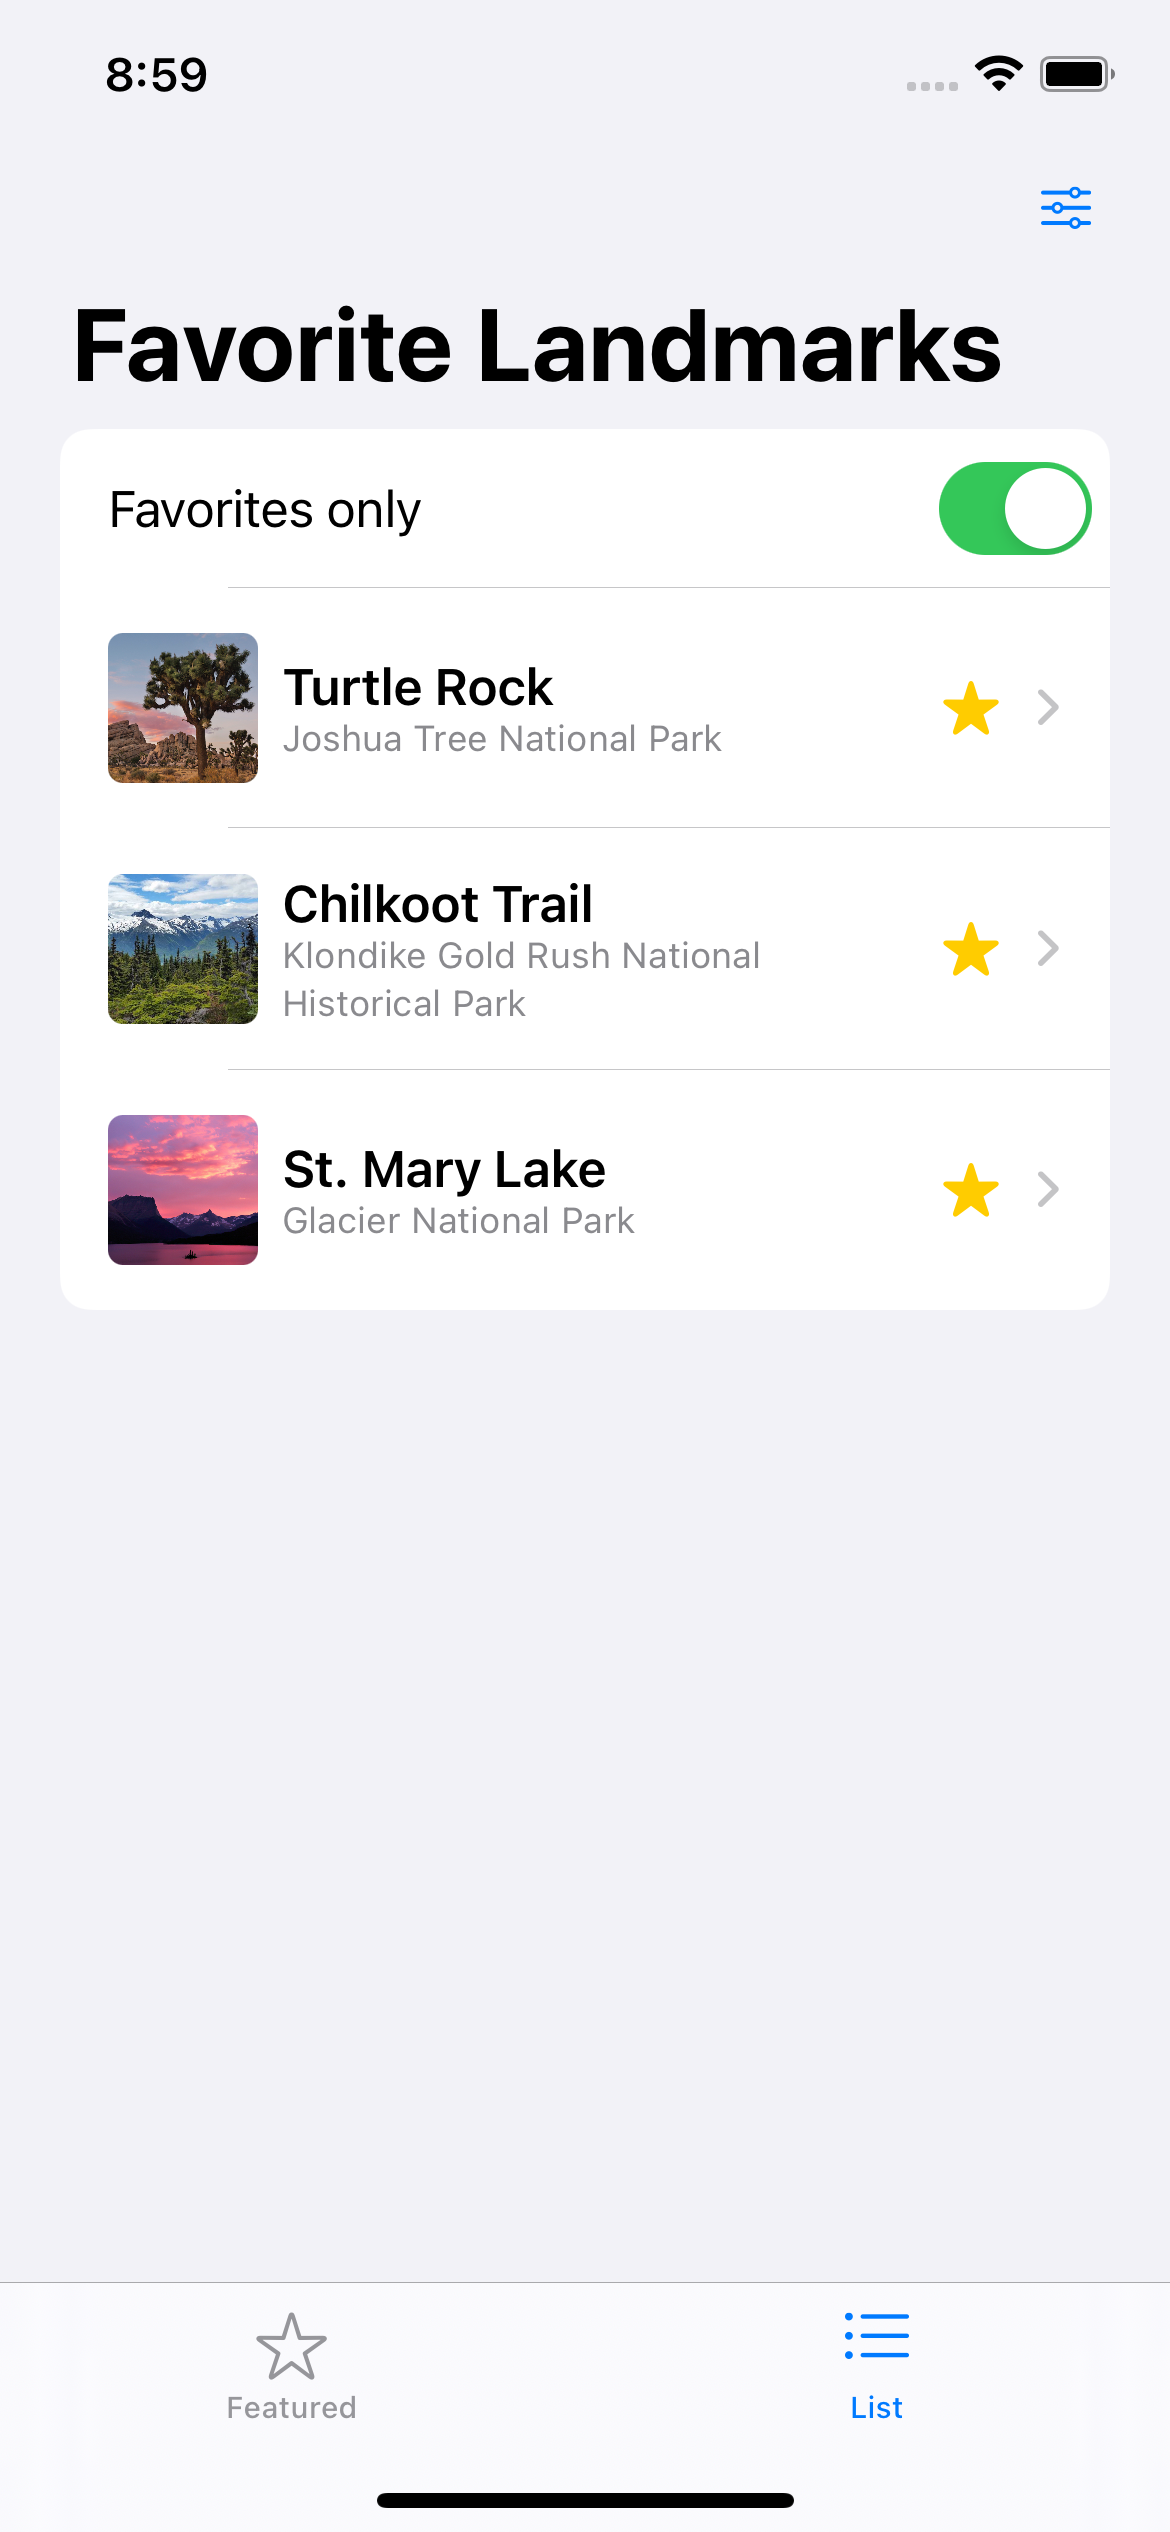 8:59
Favorite Landmarks
Favorites only
Turtle Rock
Joshua Tree National Park
Chilkoot Trail
Klondike Gold Rush National
Historical Park
St. Mary Lake
Glacier National Park
Featured
List